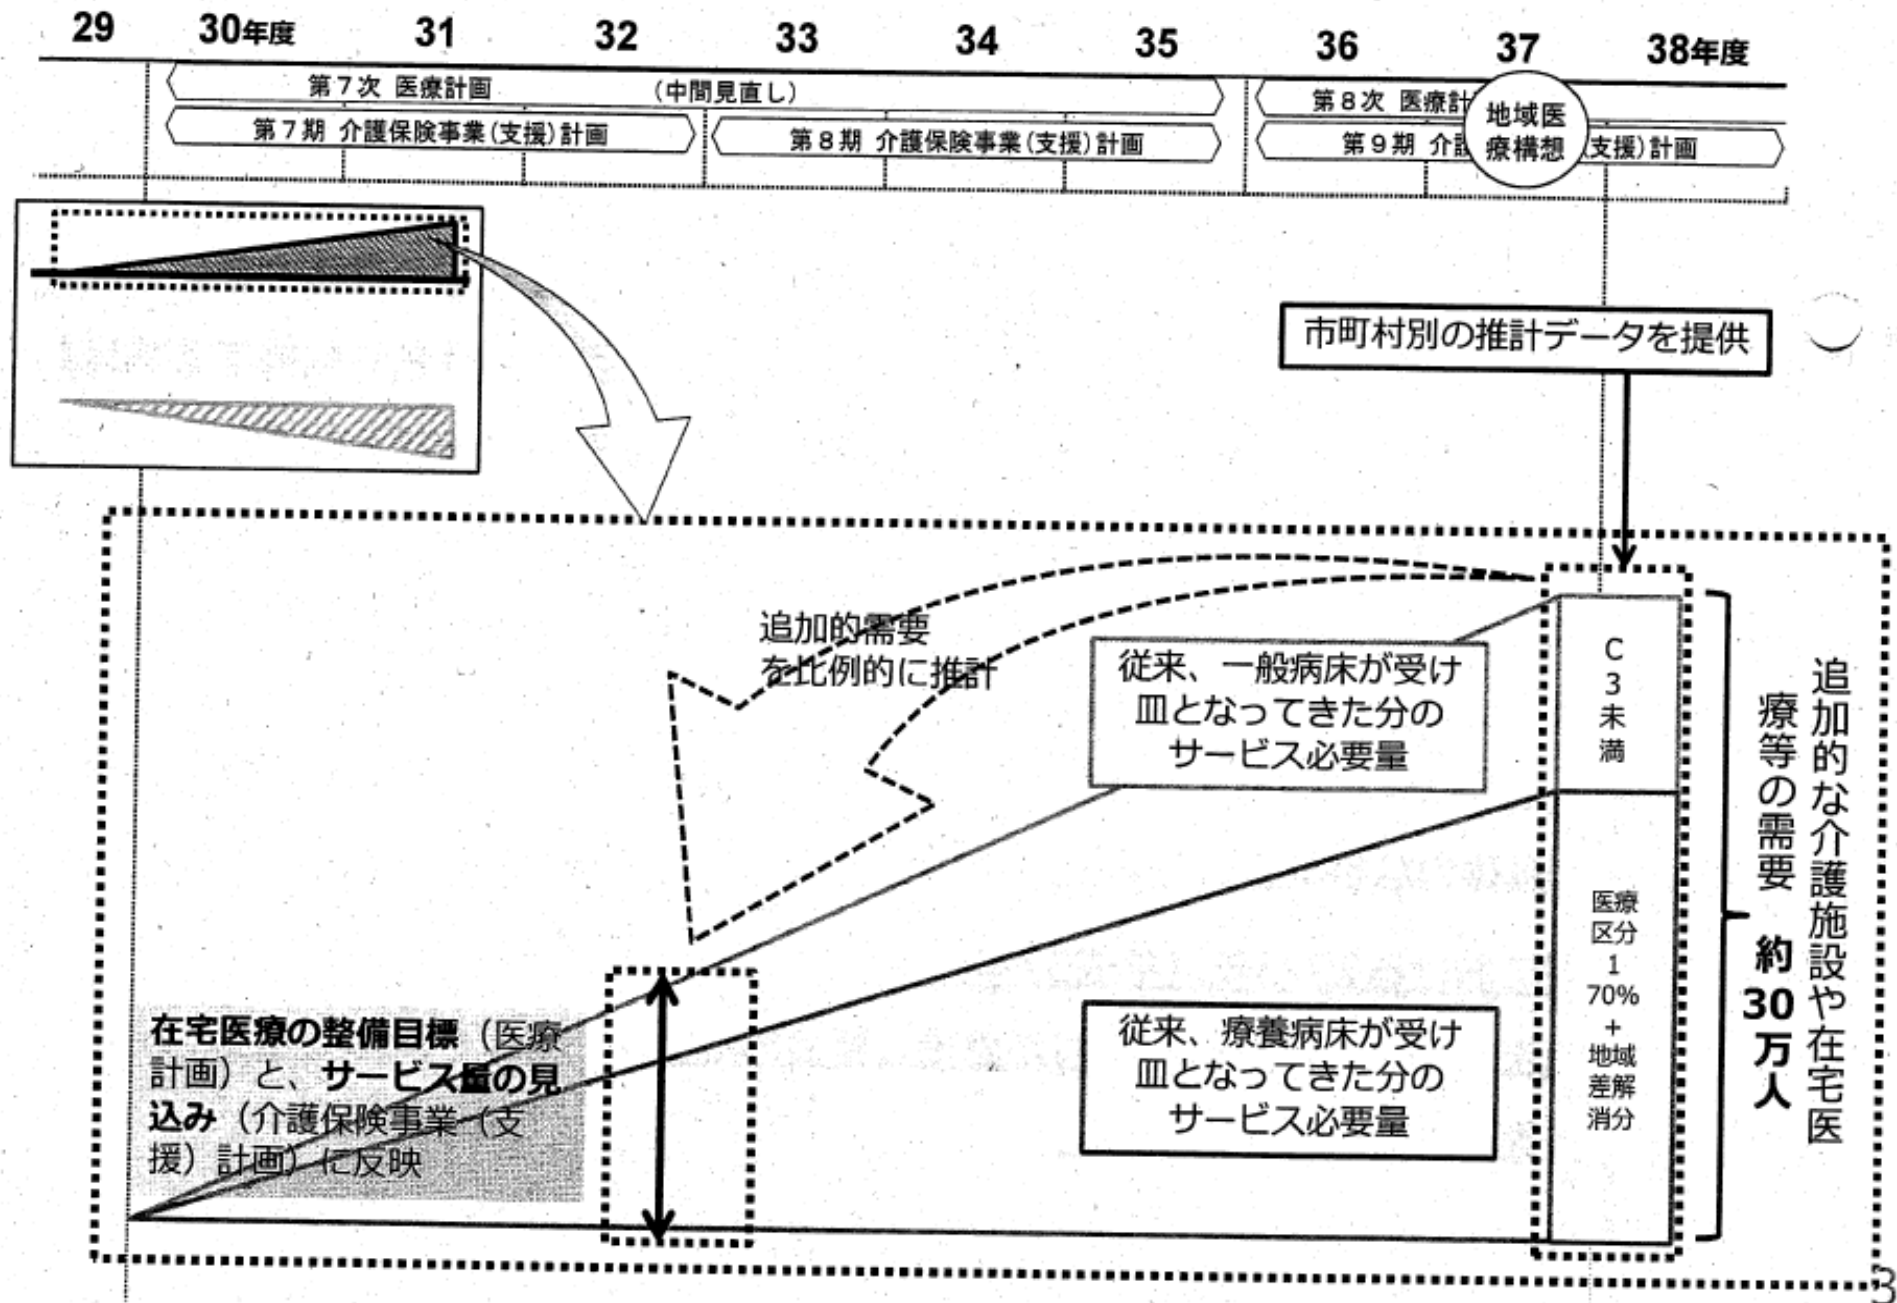 29 30年度 31 32 33 34 35 36 37 38年度
第7次 医療計画 (中間見直し)
第8次 医療計
第7期 介護保険事業(支援)計画
第8期 介護保険事業(支援)計画
第9期 介護
(支援)計画
地域医
療構想
市町村別の推計データを提供
追加的需要
を比例的に推計
従来、一般病床が受け
皿となってきた分の
サービス必要量
C
3
未
満
医療
区分
1
70%
+
地域
差解
消分
追加的な介護施設や在宅医
療等の需要 約30万人
従来、療養病床が受け
皿となってきた分の
サービス必要量
在宅医療の整備目標(医療
計画)と、サービス量の見
込み(介護保険事業(支
援)計画)に反映
3